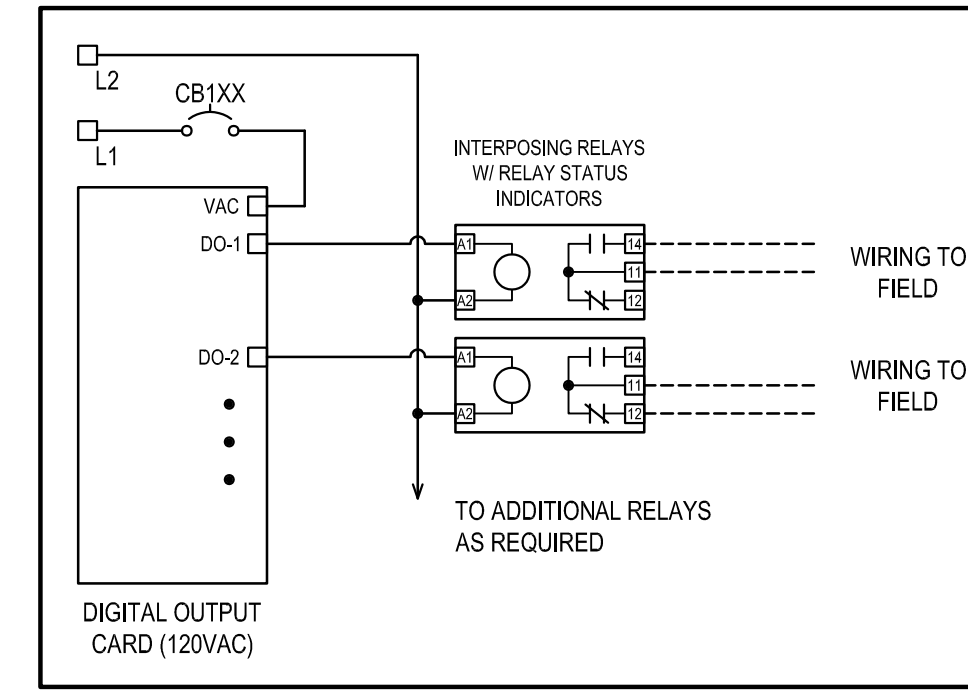 L2
CB1XX
L1
INTERPOSING RELAYS
W/ RELAY STATUS
INDICATORS
VAC
DO-1
A1
14
11
A2
12
WIRING TO
FIELD
DO-2
A1
14
11
A2
12
WIRING TO
FIELD
TO ADDITIONAL RELAYS
AS REQUIRED
DIGITAL OUTPUT
CARD (120VAC)